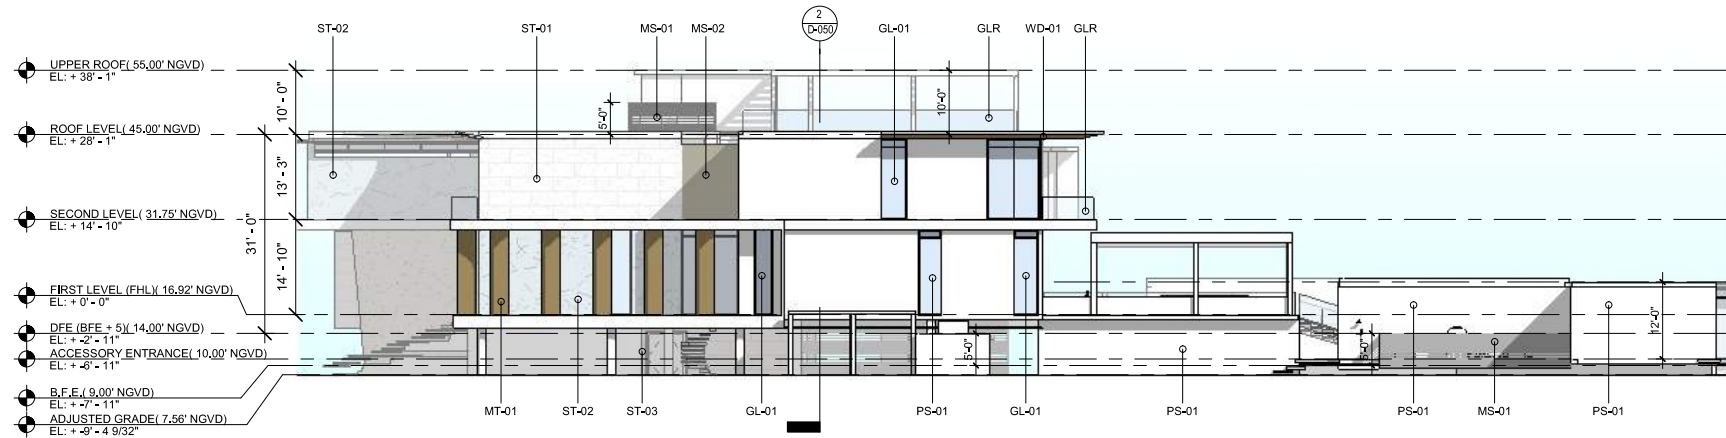 ST-02
ST-01
MS-01
MS-02
2
D-050
GL-01
GLR
WD-01
GLR
UPPER ROOF( 55.00' NGVD)
EL: + 38' - 1"
10' - 0"
5'-0"
10'-0"
ROOF LEVEL( 45.00' NGVD)
EL: + 28' - 1"
13' - 3"
SECOND LEVEL( 31.75' NGVD)
EL: + 14' - 10"
31' - 0"
14' - 10"
FIRST LEVEL (FHL)( 16.92' NGVD)
EL: + 0' - 0"
DFE (BFE + 5)( 14.00' NGVD)
EL: + -2' - 11"
ACCESSORY ENTRANCE( 10.00' NGVD)
EL: + -6' - 11"
5'-0"
5'-0"
12'-0"
B.F.E.( 9.00' NGVD)
EL: + -7' - 11"
ADJUSTED GRADE( 7.56' NGVD)
EL: + -9' - 4 9/32"
MT-01
ST-02
ST-03
GL-01
PS-01
GL-01
PS-01
PS-01
MS-01
PS-01